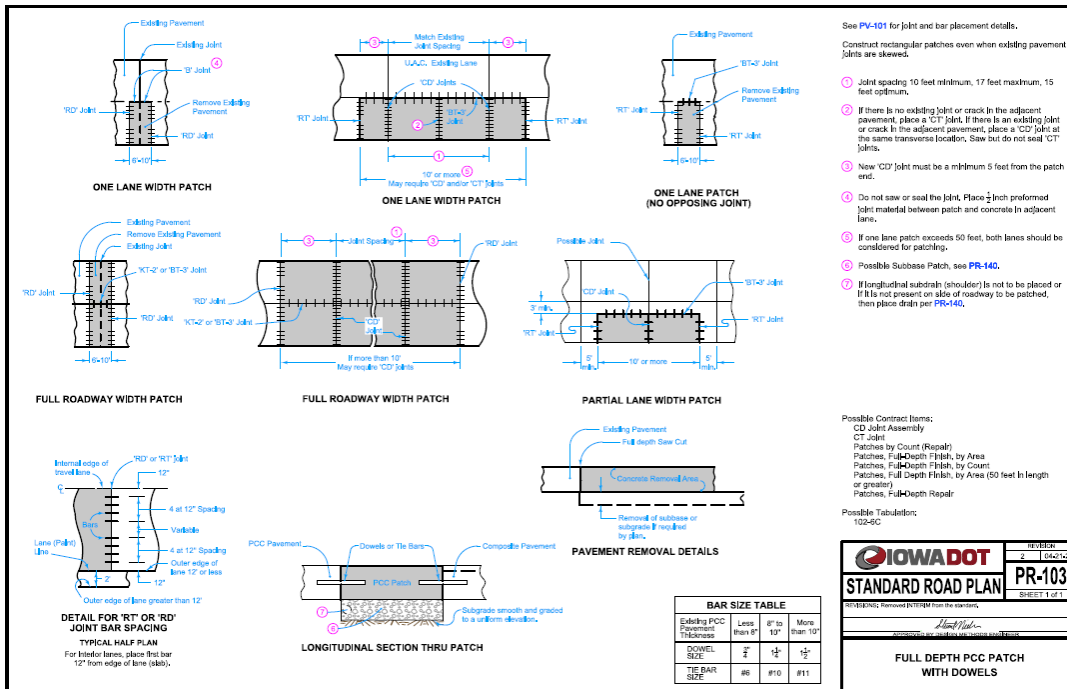 Existing Pavement
Existing Joint
'B' Joint 4
'RD' Joint
Remove Existing
Pavement
'RD' Joint
6'-10'
ONE LANE WIDTH PATCH
3
Match Existing
Joint Spacing
3
U.A.C. Existing Lane
'CD' Joints
'RT' Joint
2
'BT-3'
Joint
'RT' Joint
1
10' or more 5
May require 'CD' and/or 'CT' joints
ONE LANE WIDTH PATCH
Existing Pavement
'BT-3' Joint
Remove Existing
Pavement
'RT' Joint
'RT' Joint
6'-10'
ONE LANE PATCH
(NO OPPOSING JOINT)
Existing Pavement
Remove Existing Pavement
Existing Joint
'KT-2' or 'BT-3' Joint
'RD' Joint
'RD' Joint
6'-10'
FULL ROADWAY WIDTH PATCH
3
Joint Spacing 1
3
'RD' Joint
'RD' Joint
'KT-2' or 'BT-3' Joint
'CD'
Joint
If more than 10'
May require 'CD' joints
FULL ROADWAY WIDTH PATCH
Possible Joint
'CD' Joint
'BT-3' Joint
3'
min.
'RT' Joint
'RT' Joint
5'
min.
10' or more
5'
min.
PARTIAL LANE WIDTH PATCH
Internal edge of
travel lane
'RD' or 'RT' joint
12"
℄
4 at 12" Spacing
Bars
Variable
Lane (Paint)
Line
4 at 12" Spacing
Outer edge of
lane 12' or less
2'
12"
Outer edge of lane greater than 12'
DETAIL FOR 'RT' OR 'RD'
JOINT BAR SPACING
TYPICAL HALF PLAN
For interior lanes, place first bar
12" from edge of lane (slab).
PCC Pavement
Dowels or Tie Bars
Composite Pavement
PCC Patch
7
6
Subgrade smooth and graded
to a uniform elevation.
LONGITUDINAL SECTION THRU PATCH
Existing Pavement
Full depth Saw Cut
Concrete Removal Area
Removal of subbase or
subgrade if required
by plan.
PAVEMENT REMOVAL DETAILS
BAR SIZE TABLE
Existing PCC
Pavement
Thickness
Less
than 8"
8" to
10"
More
than 10"
DOWEL
SIZE
3/4"
1 1/4"
1 1/2"
TIE BAR
SIZE
#6
#10
#11
See PV-101 for joint and bar placement details.
Construct rectangular patches even when existing pavement
joints are skewed.
1 Joint spacing 10 feet minimum, 17 feet maximum, 15
feet optimum.
2 If there is no existing joint or crack in the adjacent
pavement, place a 'CT' joint. If there is an existing joint
or crack in the adjacent pavement, place a 'CD' joint at
the same transverse location. Saw but do not seal 'CT'
joints.
3 New 'CD' joint must be a minimum 5 feet from the patch
end.
4 Do not saw or seal the joint. Place 1/2 inch preformed
joint material between patch and concrete in adjacent
lane.
5 If one lane patch exceeds 50 feet, both lanes should be
considered for patching.
6 Possible Subbase Patch, see PR-140.
7 If longitudinal subdrain (shoulder) is not to be placed or
if it is not present on side of roadway to be patched,
then place drain per PR-140.
Possible Contract Items:
CD Joint Assembly
CT Joint
Patches by Count (Repair)
Patches, Full-Depth Finish, by Area
Patches, Full-Depth Finish, by Count
Patches, Full Depth Finish, by Area (50 feet in length
or greater)
Patches, Full-Depth Repair
Possible Tabulation:
102-6C
IOWADOT
STANDARD ROAD PLAN
REVISION
2
PR-103
SHEET 1 of 1
REVISIONS: Removed INTERIM from the standard.
APPROVED BY DESIGN METHODS ENGINEER
FULL DEPTH PCC PATCH
WITH DOWELS